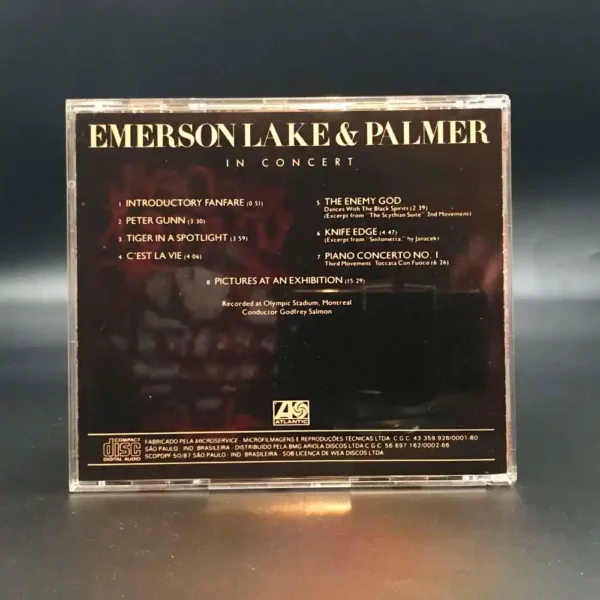 EMERSON LAKE & PALMER
IN CONCERT
1 INTRODUCTORY FANFARE (0 51)
2 PETER GUNN (3 30)
3 TIGER IN A SPOTLIGHT (3 59)
4 C'EST LA VIE (4 06)
5 THE ENEMY GOD
Dances With The Black Spirits (2 39)
(Excerpt from "The Scythian Suite" 2nd Movement)
6 KNIFE EDGE (4 47)
(Excerpt from "Sinfonietta" by Janacek)
7 PIANO CONCERTO NO. 1
Third Movement Toccata Con Fuoco (6 26)
8 PICTURES AT AN EXHIBITION (15 29)
Recorded at Olympic Stadium, Montreal
Conductor Godfrey Salmon
ATLANTIC
COMPACT
disc
DIGITAL AUDIO
FABRICADO PELA MICROSERVICE - MICROFILMAGENS E REPRODUÇÕES TÉCNICAS LTDA C G C 43 359 926/0001-80
SÃO PAULO - IND BRASILEIRA - DISTRIBUIDO PELA BMG ARIOLA DISCOS LTDA C G C 56 697 162/0002-66
SCDPDPF 50/87 SÃO PAULO - IND BRASILEIRA - SOB LICENÇA DE WEA DISCOS LTDA